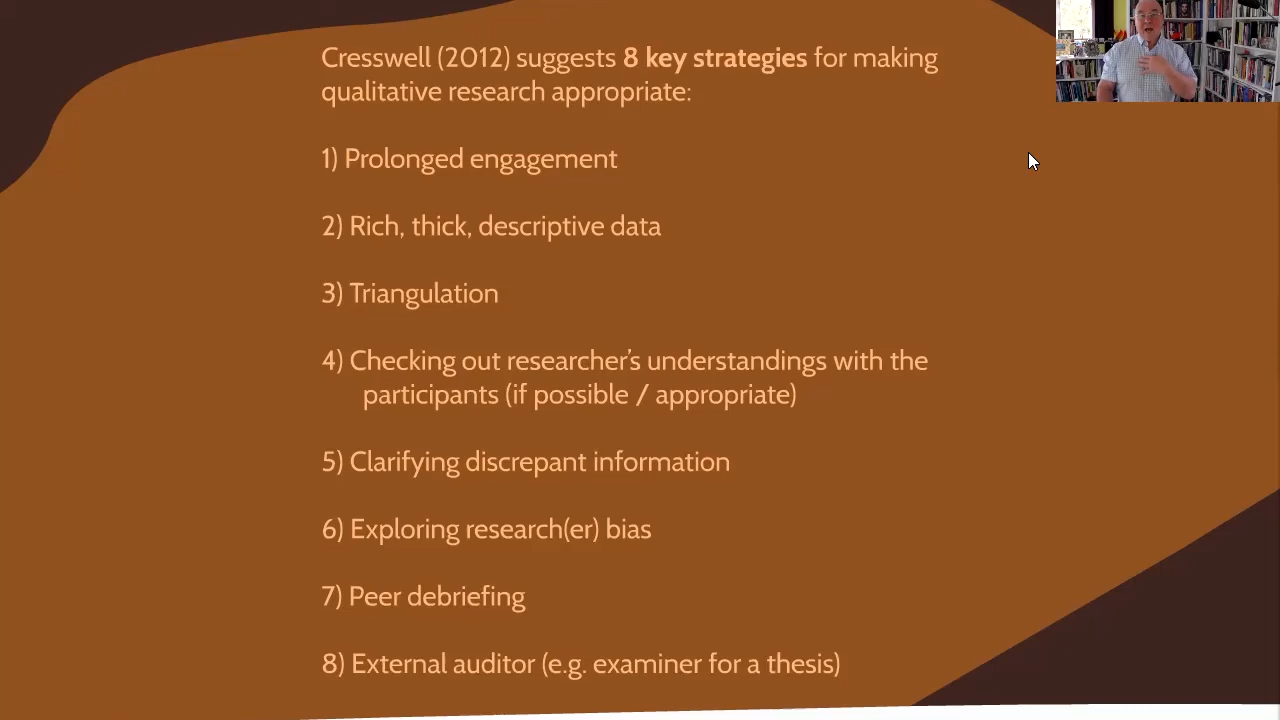 Cresswell (2012) suggests 8 key strategies for making
qualitative research appropriate:
1) Prolonged engagement
2) Rich, thick, descriptive data
3) Triangulation
4) Checking out researcher's understandings with the
participants (if possible / appropriate)
5) Clarifying discrepant information
6) Exploring research(er) bias
7) Peer debriefing
8) External auditor (e.g. examiner for a thesis)